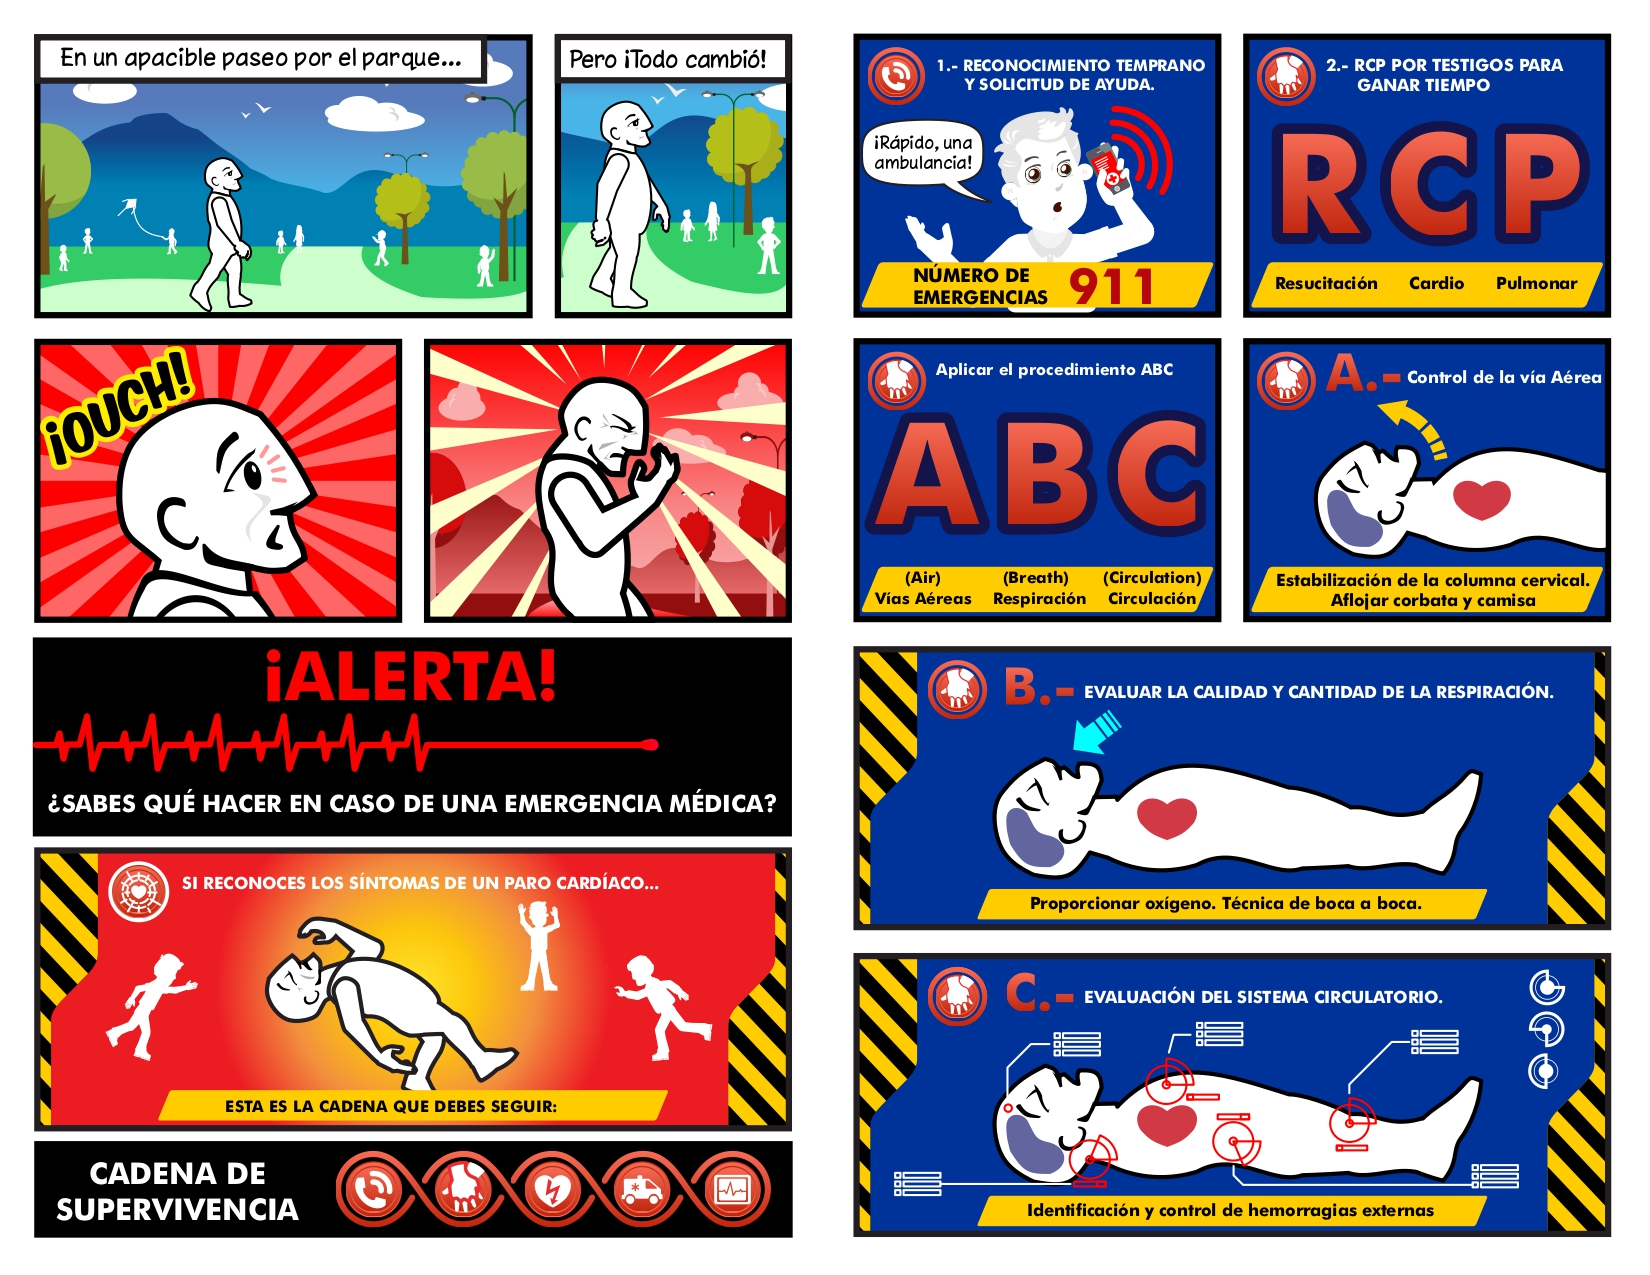 En un apacible paseo por el parque...
Pero ¡Todo cambió!
¡OUCH!
¡ALERTA!
¿SABES QUÉ HACER EN CASO DE UNA EMERGENCIA MÉDICA?
SI RECONOCES LOS SÍNTOMAS DE UN PARO CARDÍACO...
ESTA ES LA CADENA QUE DEBES SEGUIR:
CADENA DE
SUPERVIVENCIA
1.- RECONOCIMIENTO TEMPRANO
Y SOLICITUD DE AYUDA.
¡Rápido, una
ambulancia!
NÚMERO DE
EMERGENCIAS 911
2.- RCP POR TESTIGOS PARA
GANAR TIEMPO
RCP
Resucitación Cardio Pulmonar
Aplicar el procedimiento ABC
ABC
(Air) (Breath) (Circulation)
Vías Aéreas Respiración Circulación
A.- Control de la vía Aérea
Estabilización de la columna cervical.
Aflojar corbata y camisa
B.- EVALUAR LA CALIDAD Y CANTIDAD DE LA RESPIRACIÓN.
Proporcionar oxígeno. Técnica de boca a boca.
C.- EVALUACIÓN DEL SISTEMA CIRCULATORIO.
Identificación y control de hemorragias externas